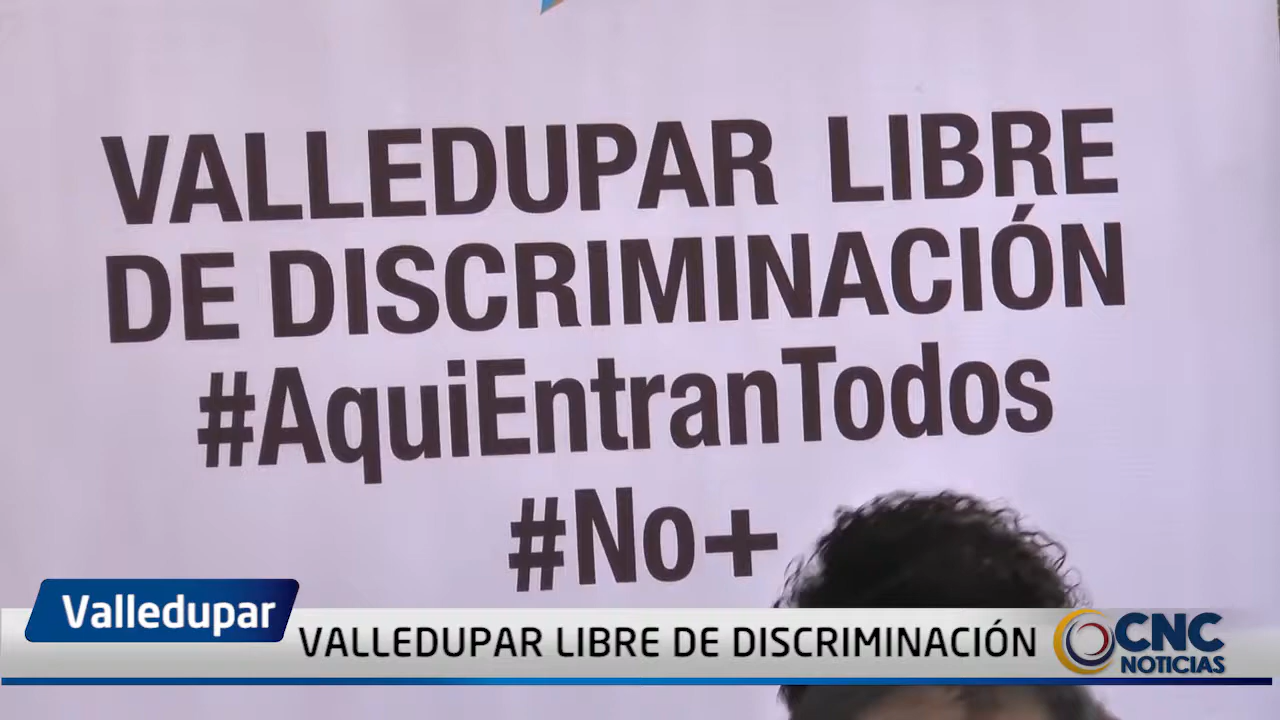 VALLEDUPAR LIBRE
DE DISCRIMINACIÓN
#AquiEntranTodos
#No+
Valledupar
VALLEDUPAR LIBRE DE DISCRIMINACIÓN
CNC
NOTICIAS